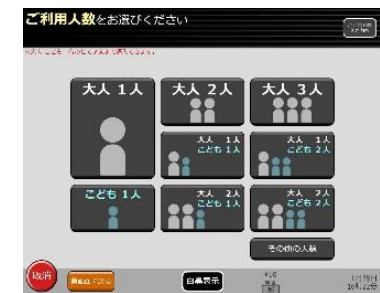 ご利用人数をお選びください
大人 1人
大人 2人
大人 3人
大人 1人
こども 1人
大人 1人
こども 2人
こども 1人
大人 2人
こども 1人
大人 2人
こども 2人
その他の人数
取消
白黒表示